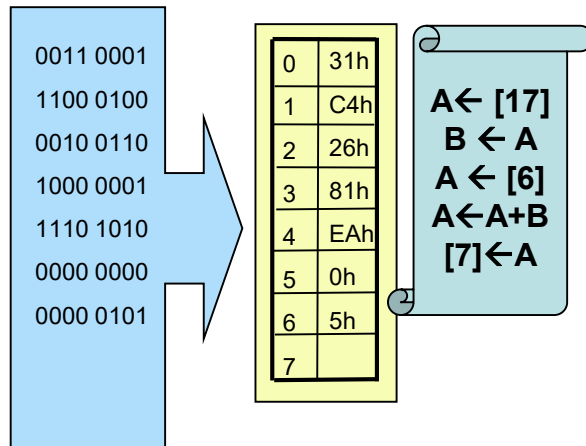 0011 0001
1100 0100
0010 0110
1000 0001
1110 1010
0000 0000
0000 0101
0 31h
1 C4h
2 26h
3 81h
4 EAh
5 0h
6 5h
7
A← [17]
B ← A
A ← [6]
A←A+B
[7]←A